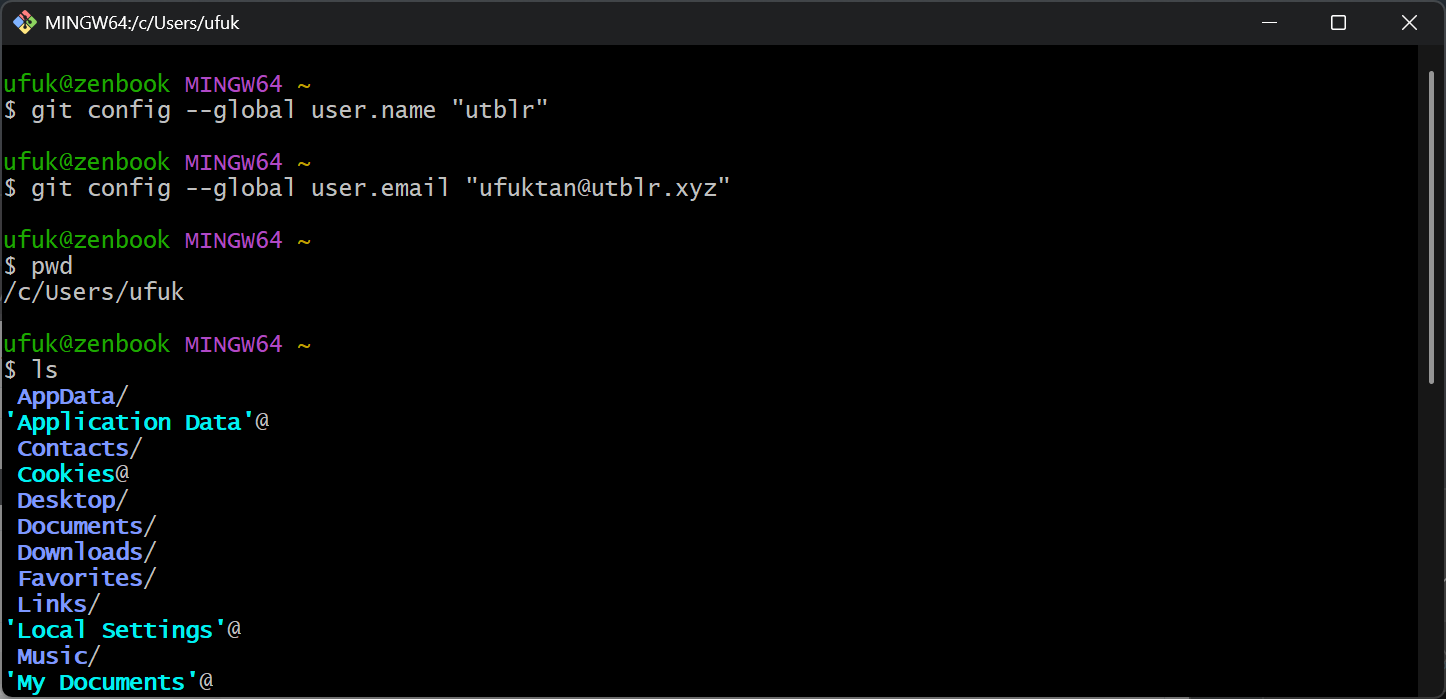 MINGW64:/c/Users/ufuk
ufuk@zenbook MINGW64 ~
$ git config --global user.name "utblr"
ufuk@zenbook MINGW64 ~
$ git config --global user.email "ufuktan@utblr.xyz"
ufuk@zenbook MINGW64 ~
$ pwd
/c/Users/ufuk
ufuk@zenbook MINGW64 ~
$ ls
AppData/
'Application Data'@
Contacts/
Cookies@
Desktop/
Documents/
Downloads/
Favorites/
Links/
'Local Settings'@
Music/
'My Documents'@